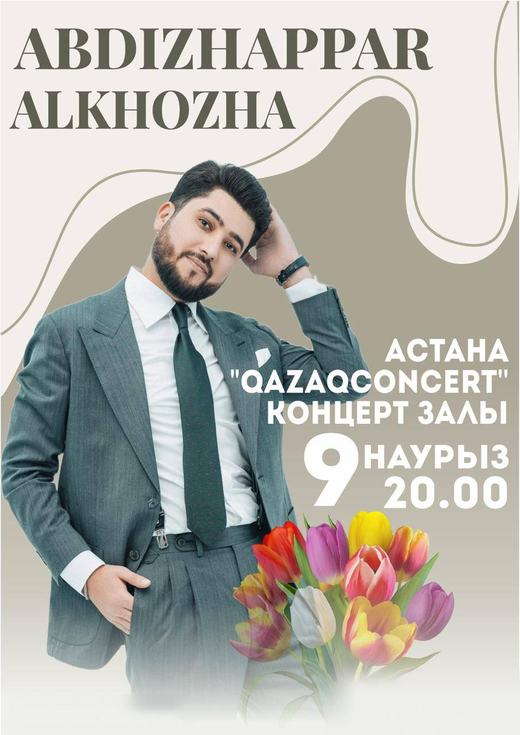 ABDIZHAPPAR
ALKHOZHA
АСТАНА
"QAZAQCONCERT"
КОНЦЕРТ ЗАЛЫ
9 НАУРЫЗ
20.00